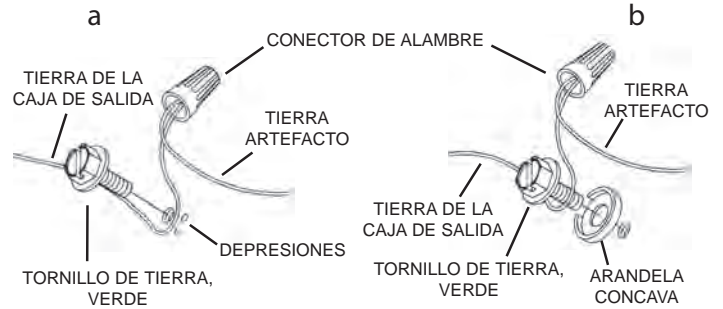 a
b
CONECTOR DE ALAMBRE
TIERRA DE LA
CAJA DE SALIDA
TIERRA
ARTEFACTO
DEPRESIONES
TORNILLO DE TIERRA,
VERDE
TIERRA
ARTEFACTO
TIERRA DE LA
CAJA DE SALIDA
TORNILLO DE TIERRA,
VERDE
ARANDELA
CONCAVA